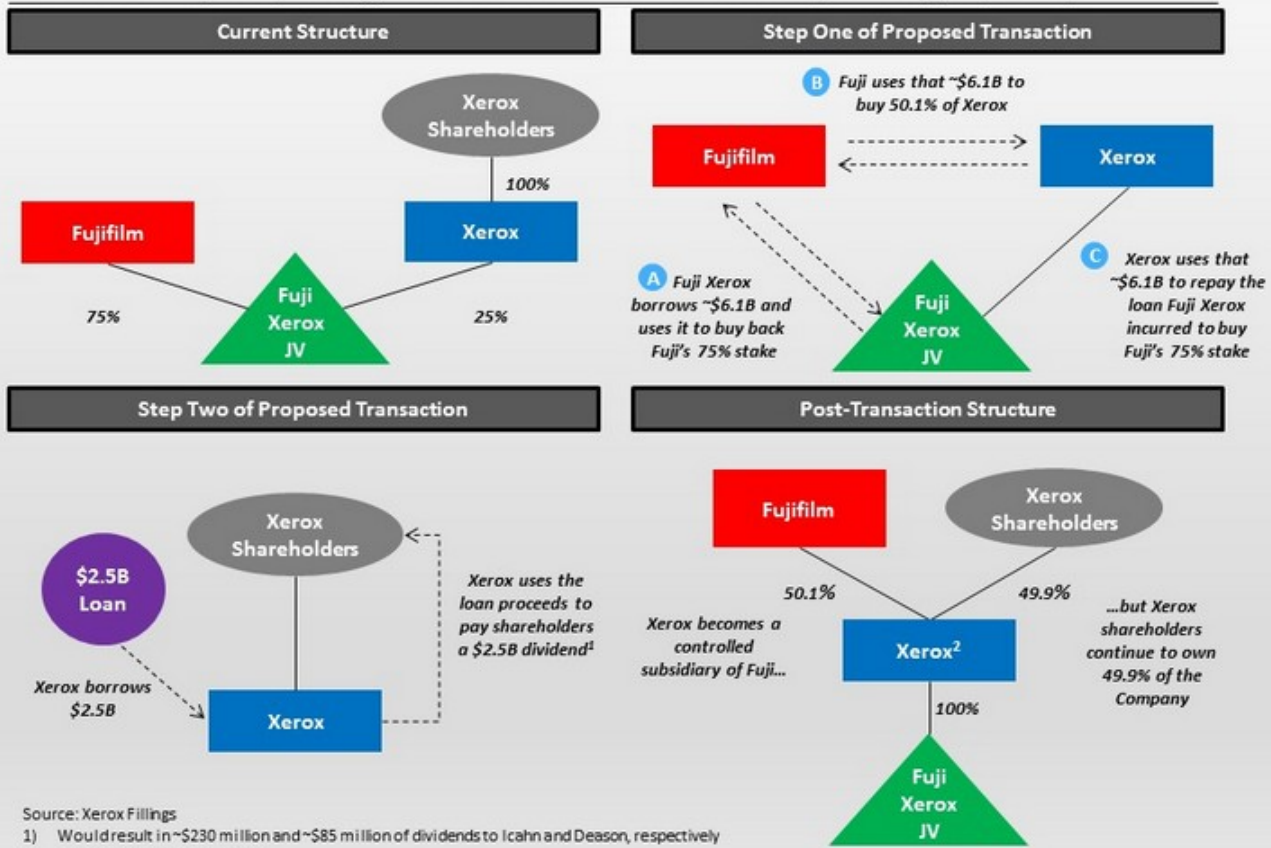 Current Structure
Xerox
Shareholders
100%
Fujifilm
Xerox
75%
Fuji
Xerox
JV
25%
Step One of Proposed Transaction
B Fuji uses that ~$6.1B to
buy 50.1% of Xerox
Fujifilm
Xerox
A Fuji Xerox
borrows ~$6.1B and
uses it to buy back
Fuji's 75% stake
Fuji
Xerox
JV
C Xerox uses that
~$6.1B to repay the
loan Fuji Xerox
incurred to buy
Fuji's 75% stake
Step Two of Proposed Transaction
$2.5B
Loan
Xerox
Shareholders
Xerox uses the
loan proceeds to
pay shareholders
a $2.5B dividend¹
Xerox borrows
$2.5B
Xerox
Post-Transaction Structure
Fujifilm
Xerox
Shareholders
50.1%
49.9%
Xerox becomes a
controlled
subsidiary of Fuji...
Xerox²
...but Xerox
shareholders
continue to own
49.9% of the
Company
100%
Fuji
Xerox
JV
Source: Xerox Fillings
1) Would result in ~$230 million and ~$85 million of dividends to Icahn and Deason, respectively